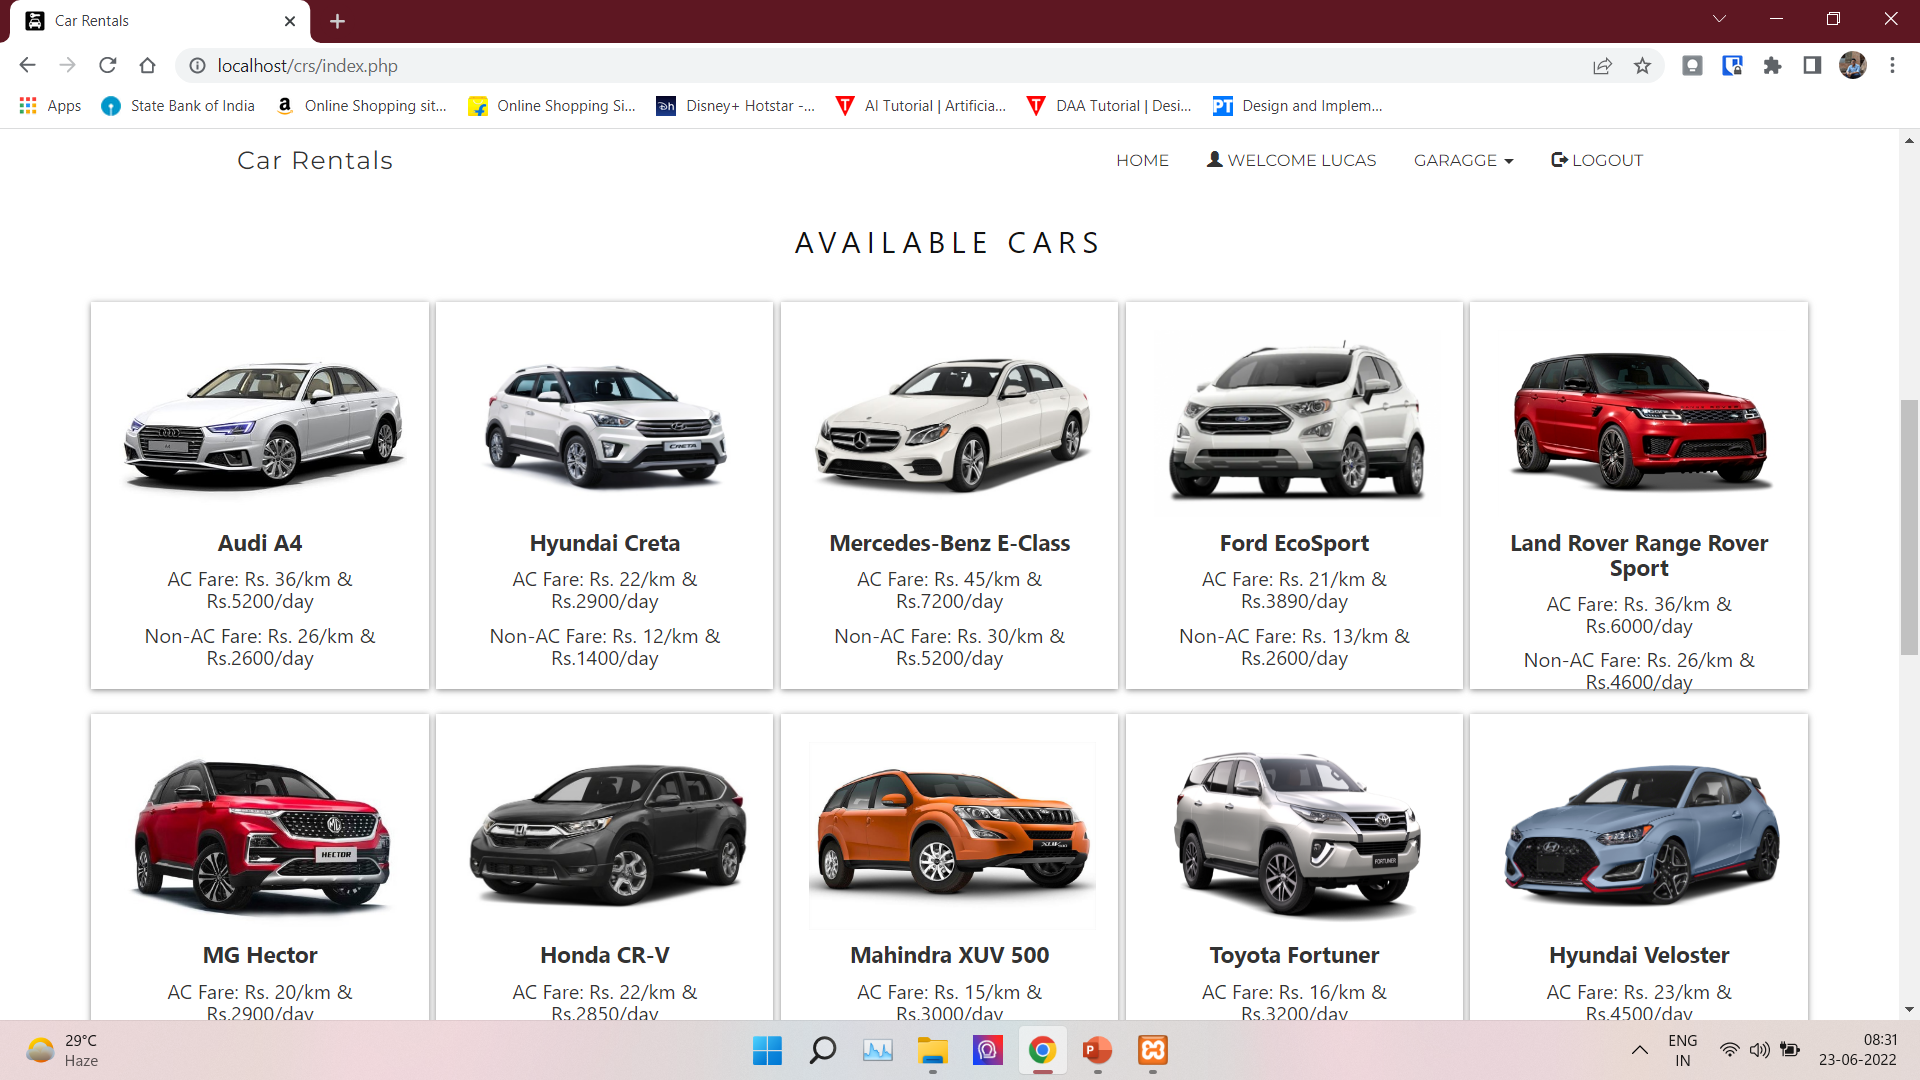 Car Rentals
localhost/crs/index.php
Apps
State Bank of India
Online Shopping sit...
Online Shopping Si...
Disney+ Hotstar -...
AI Tutorial | Artificia...
DAA Tutorial | Desi...
Design and Implem...
Car Rentals
HOME
WELCOME LUCAS
GARAGGE
LOGOUT
AVAILABLE CARS
CRETA
Audi A4
AC Fare: Rs. 36/km &
Rs.5200/day
Non-AC Fare: Rs. 26/km &
Rs.2600/day
Hyundai Creta
AC Fare: Rs. 22/km &
Rs.2900/day
Non-AC Fare: Rs. 12/km &
Rs.1400/day
Mercedes-Benz E-Class
AC Fare: Rs. 45/km &
Rs.7200/day
Non-AC Fare: Rs. 30/km &
Rs.5200/day
Ford EcoSport
AC Fare: Rs. 21/km &
Rs.3890/day
Non-AC Fare: Rs. 13/km &
Rs.2600/day
Land Rover Range Rover
Sport
AC Fare: Rs. 36/km &
Rs.6000/day
Non-AC Fare: Rs. 26/km &
Rs.4600/day
HECTOR
FORTUNER
MG Hector
AC Fare: Rs. 20/km &
Rs.2900/day
Honda CR-V
AC Fare: Rs. 22/km &
Rs.2850/day
Mahindra XUV 500
AC Fare: Rs. 15/km &
Rs.3000/day
Toyota Fortuner
AC Fare: Rs. 16/km &
Rs.3200/day
Hyundai Veloster
AC Fare: Rs. 23/km &
Rs.4500/day
29°C
Haze
ENG
IN
08:31
23-06-2022